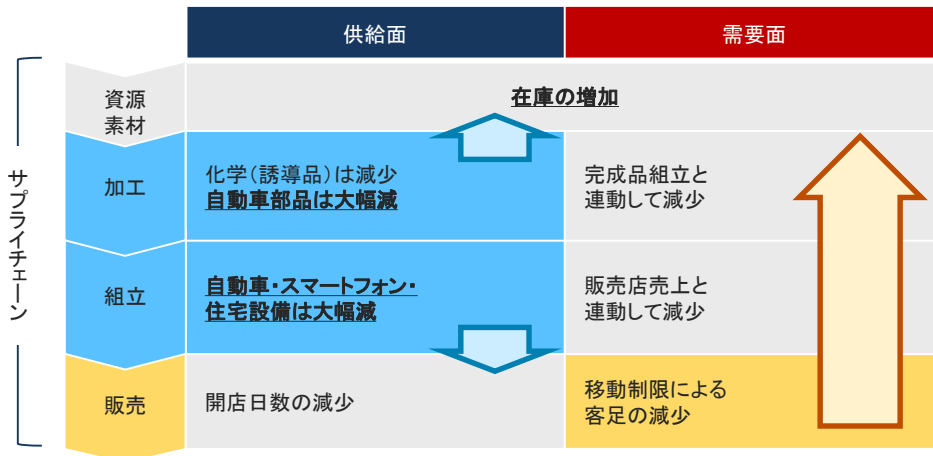 供給面
需要面
サプライチェーン
資源
素材
在庫の増加
加工
化学(誘導品)は減少
自動車部品は大幅減
完成品組立と
連動して減少
組立
自動車・スマートフォン・
住宅設備は大幅減
販売店売上と
連動して減少
販売
開店日数の減少
移動制限による
客足の減少